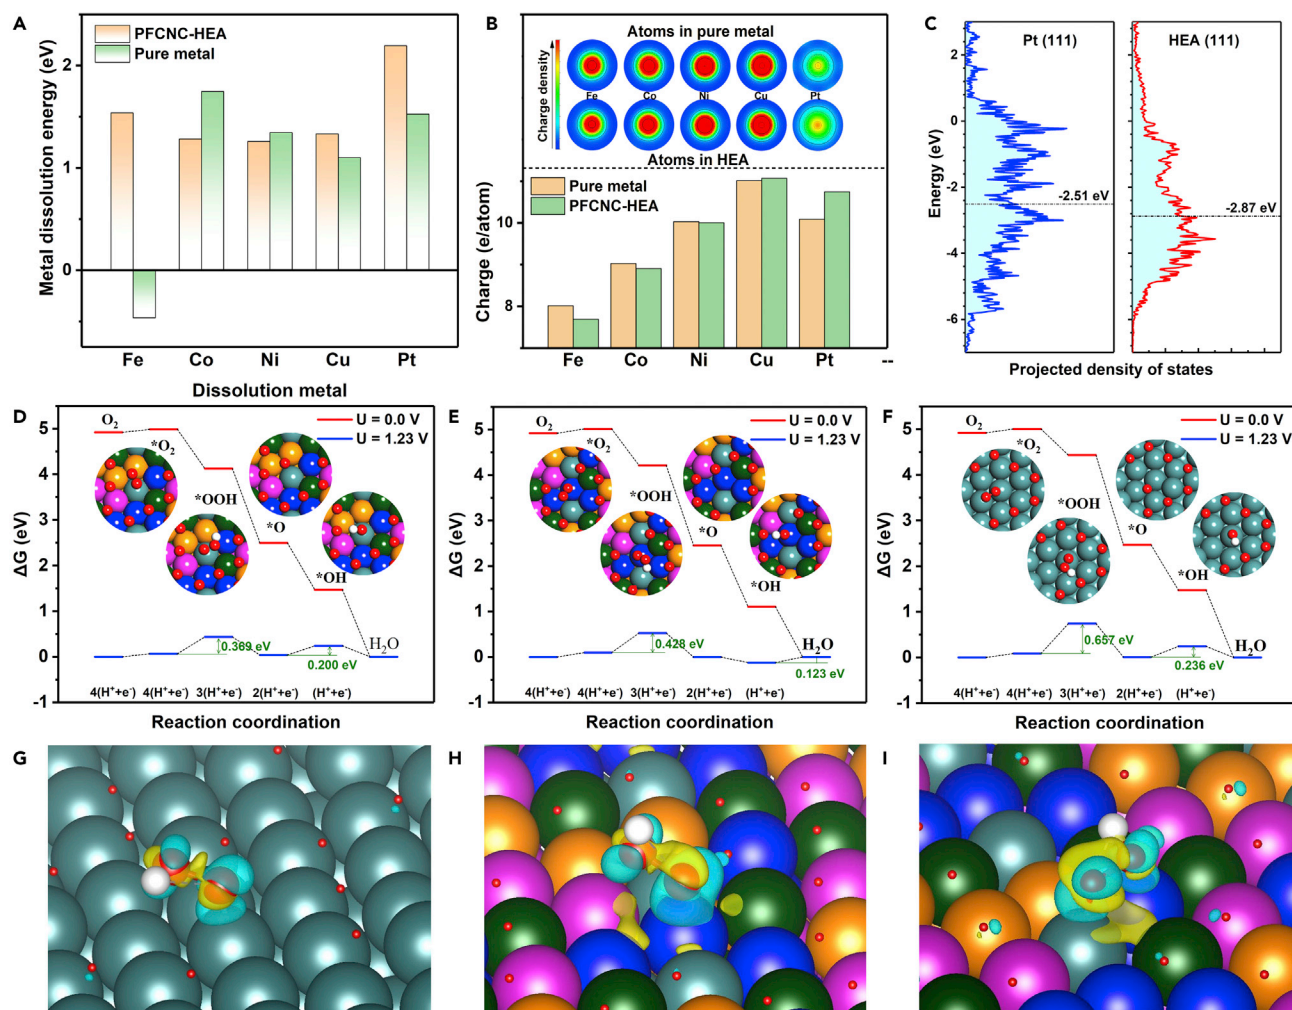 A
PFCNC-HEA
Pure metal
Metal dissolution energy (eV)
2
1
0
Fe Co Ni Cu Pt
Dissolution metal
B
Atoms in pure metal
Charge density
Fe Co Ni Cu Pt
Atoms in HEA
Pure metal
PFCNC-HEA
Charge (e/atom)
10
8
Fe Co Ni Cu Pt --
C
Pt (111)
HEA (111)
Energy (eV)
0
-2
-4
-6
-2.51 eV
-2.87 eV
Projected density of states
D
O2
*O2
*OOH
*O
*OH
H2O
U = 0.0 V
U = 1.23 V
ΔG (eV)
5
4
3
2
1
0
-1
0.369 eV
0.200 eV
4(H+e-) 4(H+e-) 3(H+e-) 2(H+e-) (H+e-)
Reaction coordination
E
O2
*O2
*OOH
*O
*OH
H2O
U = 0.0 V
U = 1.23 V
ΔG (eV)
5
4
3
2
1
0
-1
0.428 eV
0.123 eV
4(H++e-) 4(H++e-) 3(H++e-) 2(H++e-) (H++e-)
Reaction coordination
F
O2
*O2
*OOH
*O
*OH
H2O
U = 0.0 V
U = 1.23 V
ΔG (eV)
5
4
3
2
1
0
-1
0.657 eV
0.236 eV
4(H++e-) 4(H++e-) 3(H++e-) 2(H++e-) (H++e-)
Reaction coordination
G
H
I